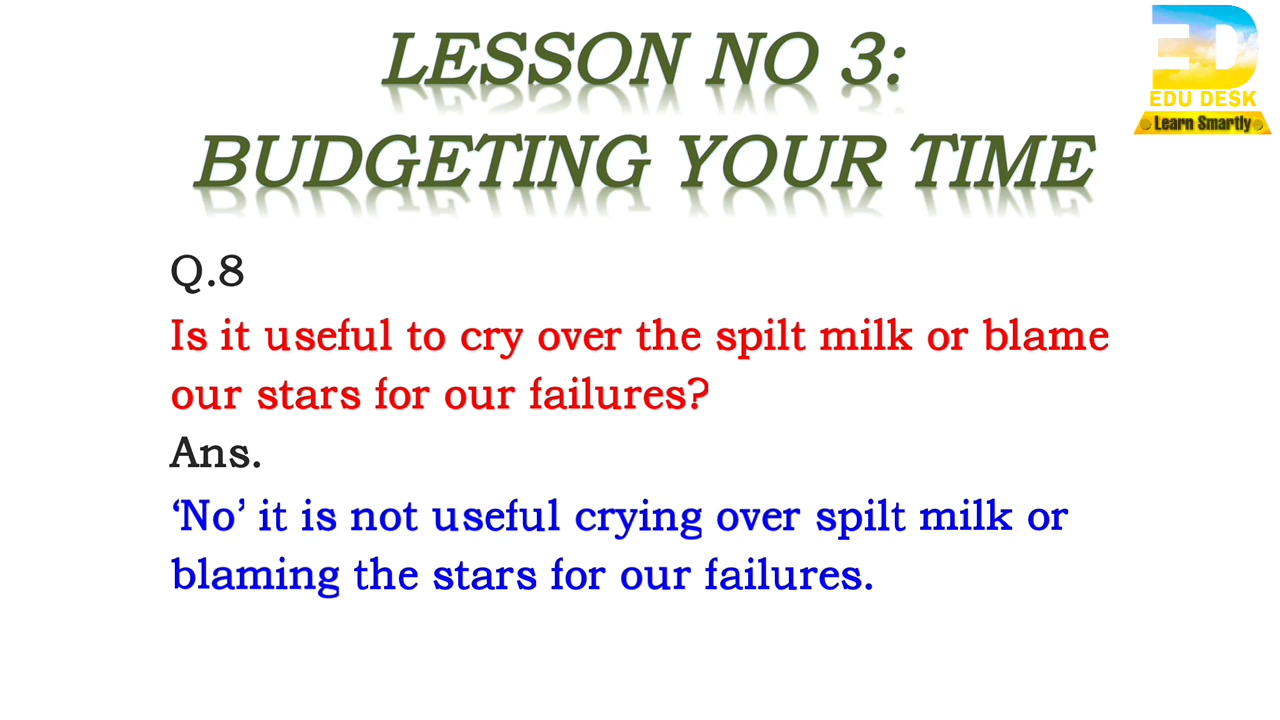 LESSON NO 3:
BUDGETING YOUR TIME
ED
EDU DESK
Learn Smartly
Q.8
Is it useful to cry over the spilt milk or blame
our stars for our failures?
Ans.
‘No’ it is not useful crying over spilt milk or
blaming the stars for our failures.